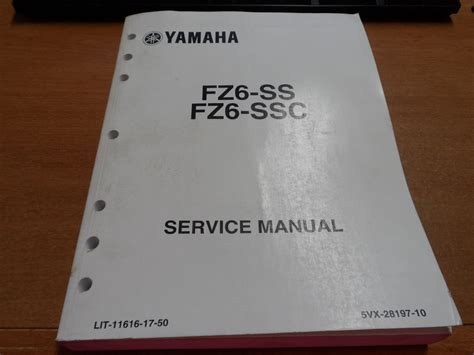 YAMAHA
FZ6-SS
FZ6-SSC
SERVICE MANUAL
LIT-11616-17-50
5VX-28197-10